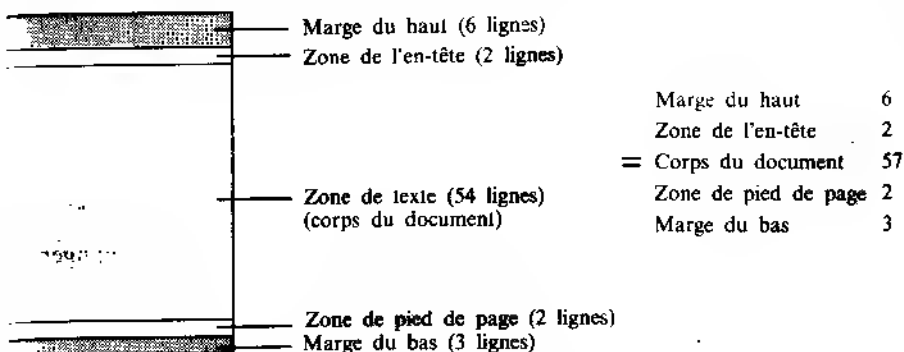 Marge du haut (6 lignes)
Zone de l'en-tête (2 lignes)
Marge du haut 6
Zone de l'en-tête 2
= Corps du document 57
Zone de pied de page 2
Marge du bas 3
Zone de texte (54 lignes)
(corps du document)
Zone de pied de page (2 lignes)
Marge du bas (3 lignes)